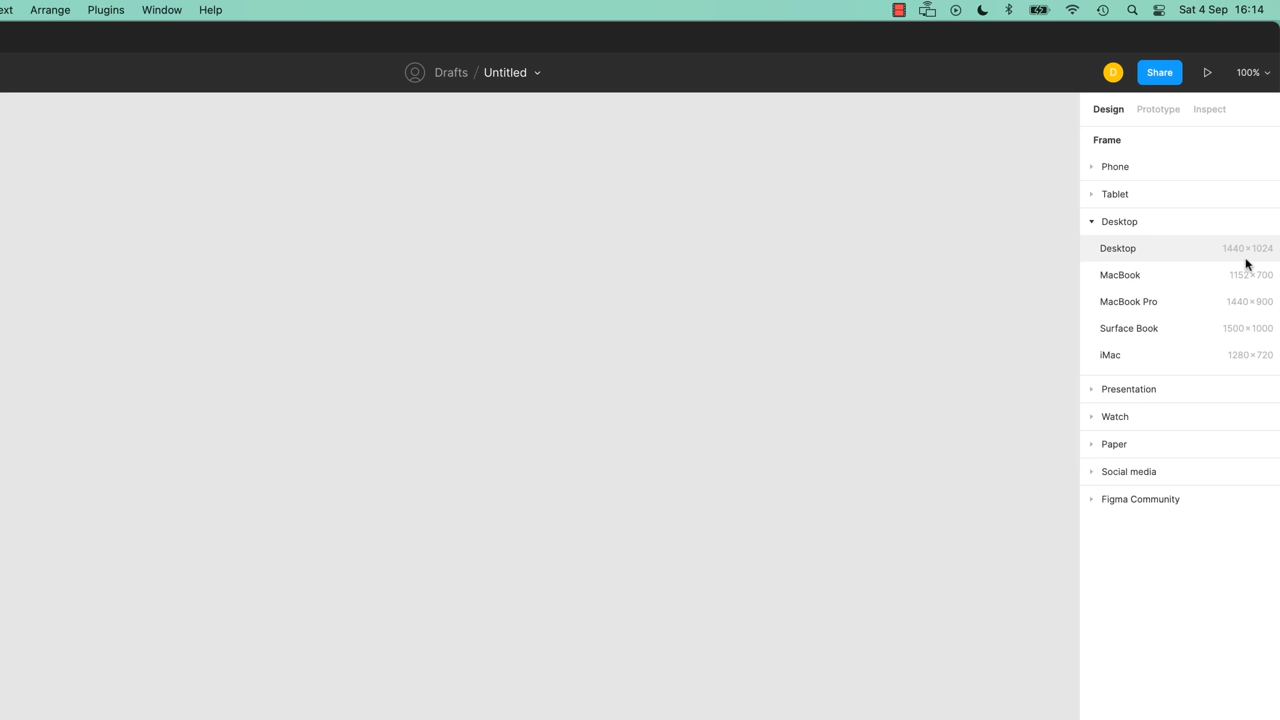 ext Arrange Plugins Window Help Sat 4 Sep 16:14
Drafts / Untitled D Share 100%
Design Prototype Inspect
Frame
Phone
Tablet
Desktop
Desktop 1440×1024
MacBook 1152×700
MacBook Pro 1440×900
Surface Book 1500×1000
iMac 1280×720
Presentation
Watch
Paper
Social media
Figma Community